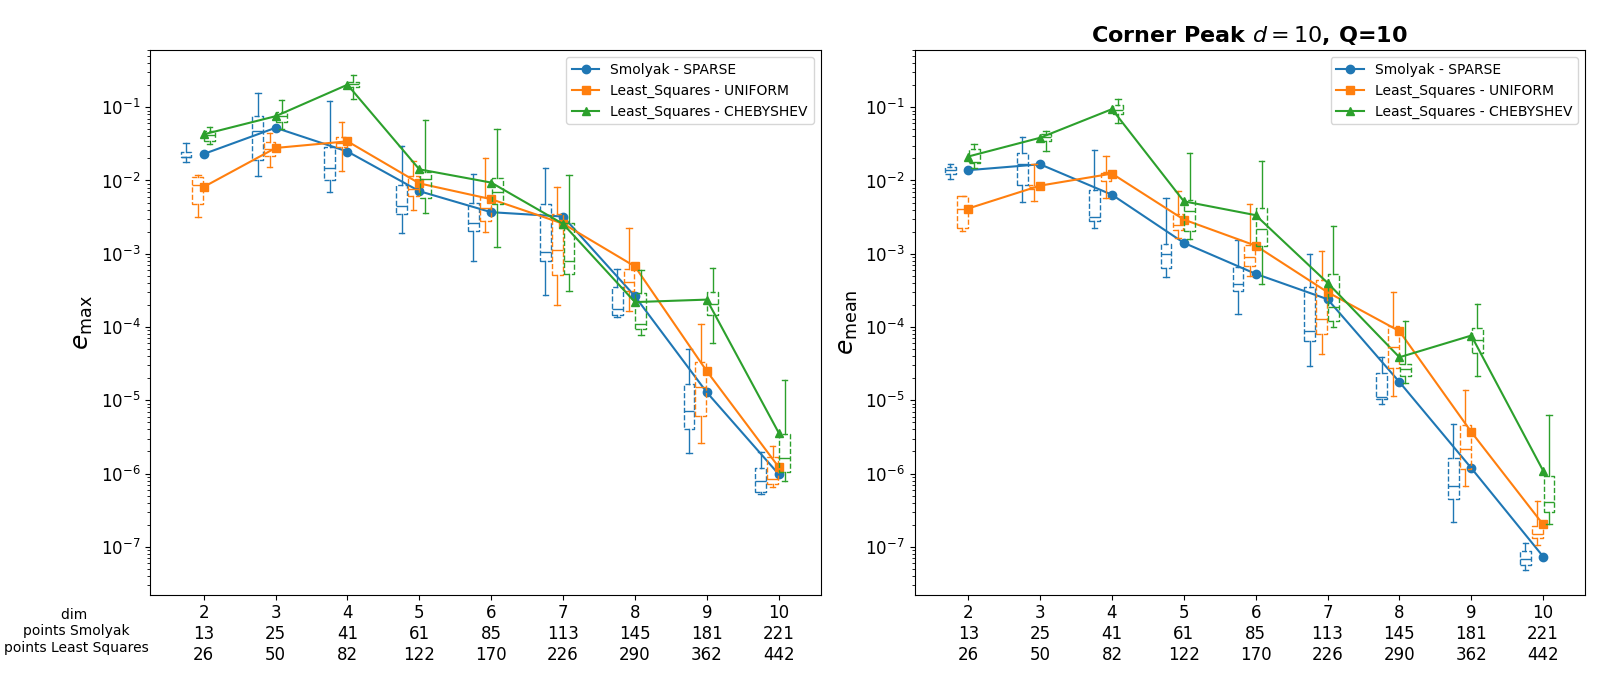 Corner Peak d = 10, Q=10
Smolyak - SPARSE
Least_Squares - UNIFORM
Least_Squares - CHEBYSHEV
10⁻¹
10⁻²
10⁻³
10⁻⁴
10⁻⁵
10⁻⁶
10⁻⁷
e_max
dim 2 3 4 5 6 7 8 9 10
points Smolyak 13 25 41 61 85 113 145 181 221
points Least Squares 26 50 82 122 170 226 290 362 442
Smolyak - SPARSE
Least_Squares - UNIFORM
Least_Squares - CHEBYSHEV
10⁻¹
10⁻²
10⁻³
10⁻⁴
10⁻⁵
10⁻⁶
10⁻⁷
e_mean
2 3 4 5 6 7 8 9 10
13 25 41 61 85 113 145 181 221
26 50 82 122 170 226 290 362 442